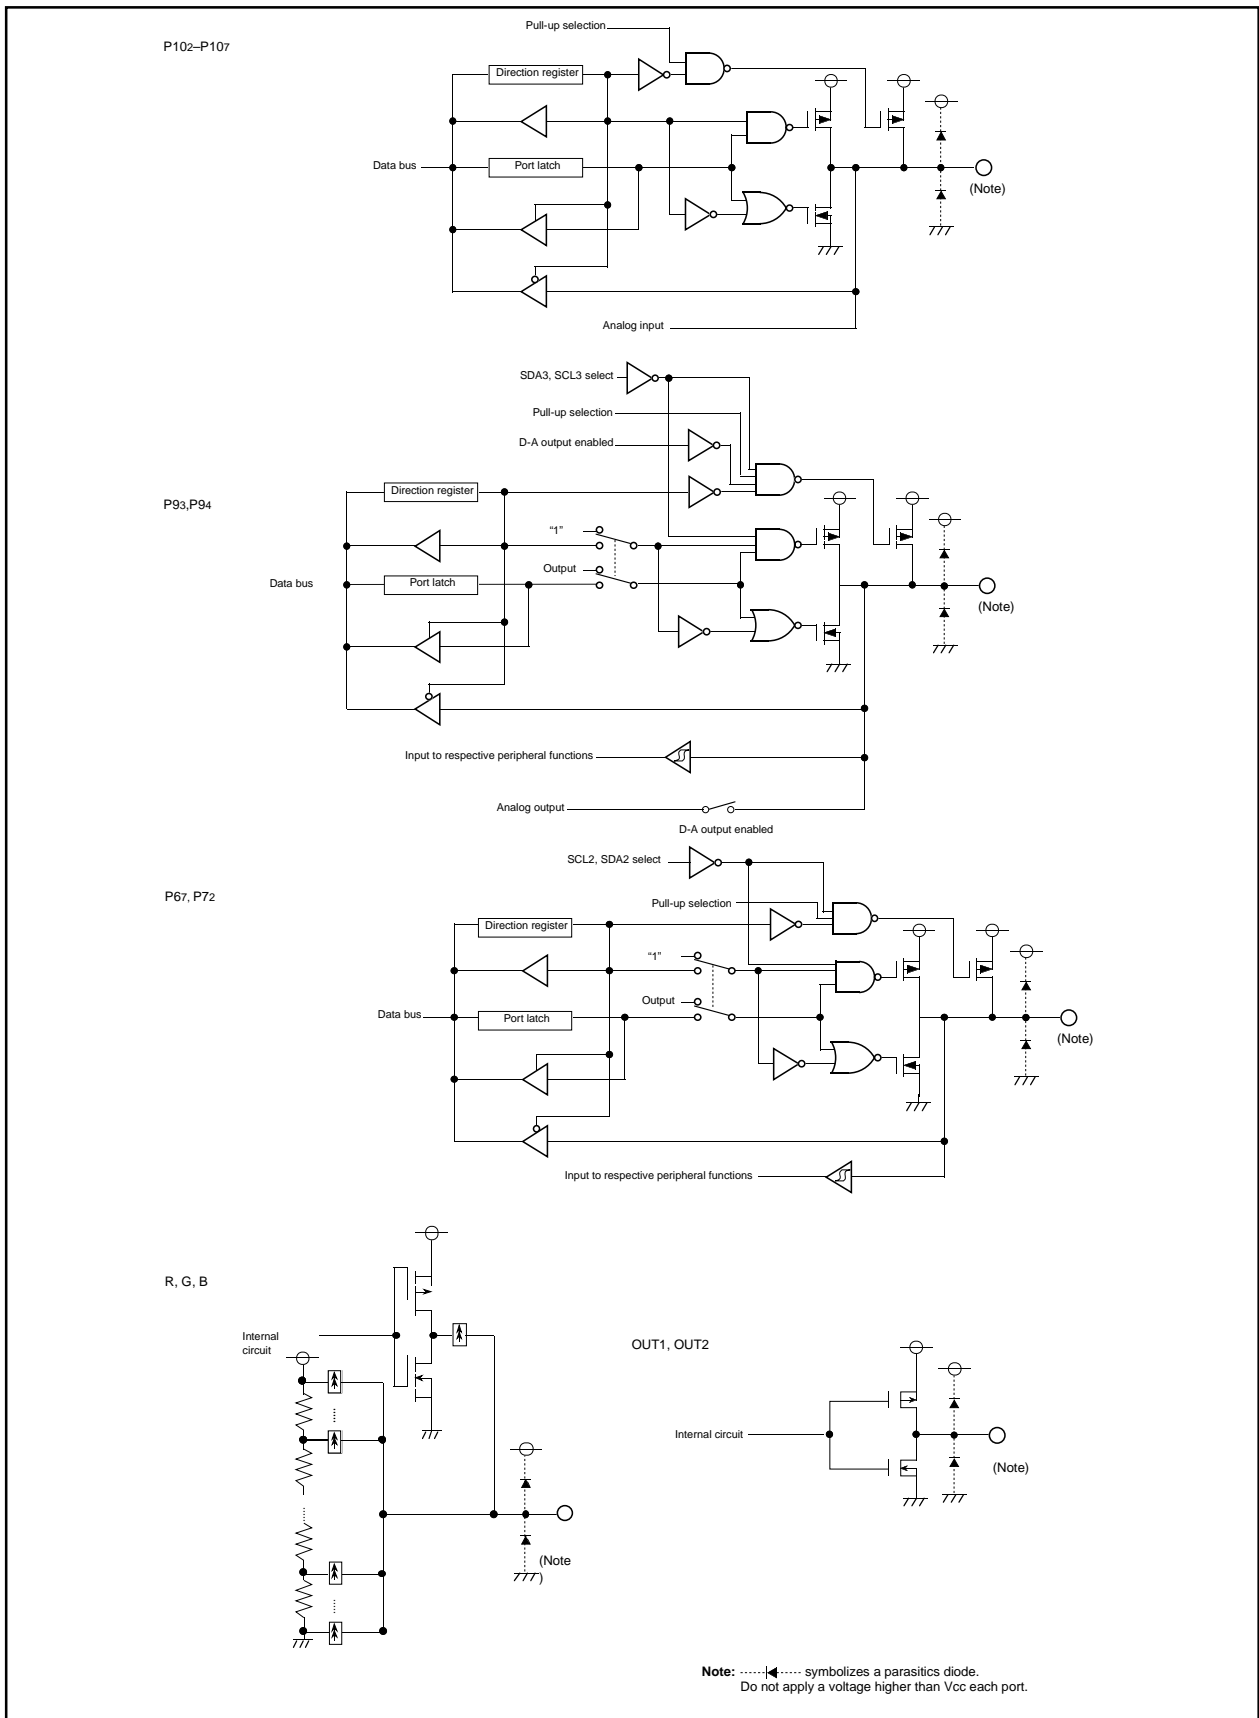 Pull-up selection
P102–P107
Direction register
Data bus
Port latch
(Note)
Analog input
SDA3, SCL3 select
Pull-up selection
D-A output enabled
Direction register
P93,P94
“1”
Output
Data bus
Port latch
(Note)
Input to respective peripheral functions
Analog output
D-A output enabled
SCL2, SDA2 select
P67, P72
Pull-up selection
Direction register
“1”
Output
Data bus
Port latch
(Note)
Input to respective peripheral functions
R, G, B
Internal
circuit
(Note
)
OUT1, OUT2
Internal circuit
(Note)
Note: symbolizes a parasitics diode.
Do not apply a voltage higher than Vcc each port.